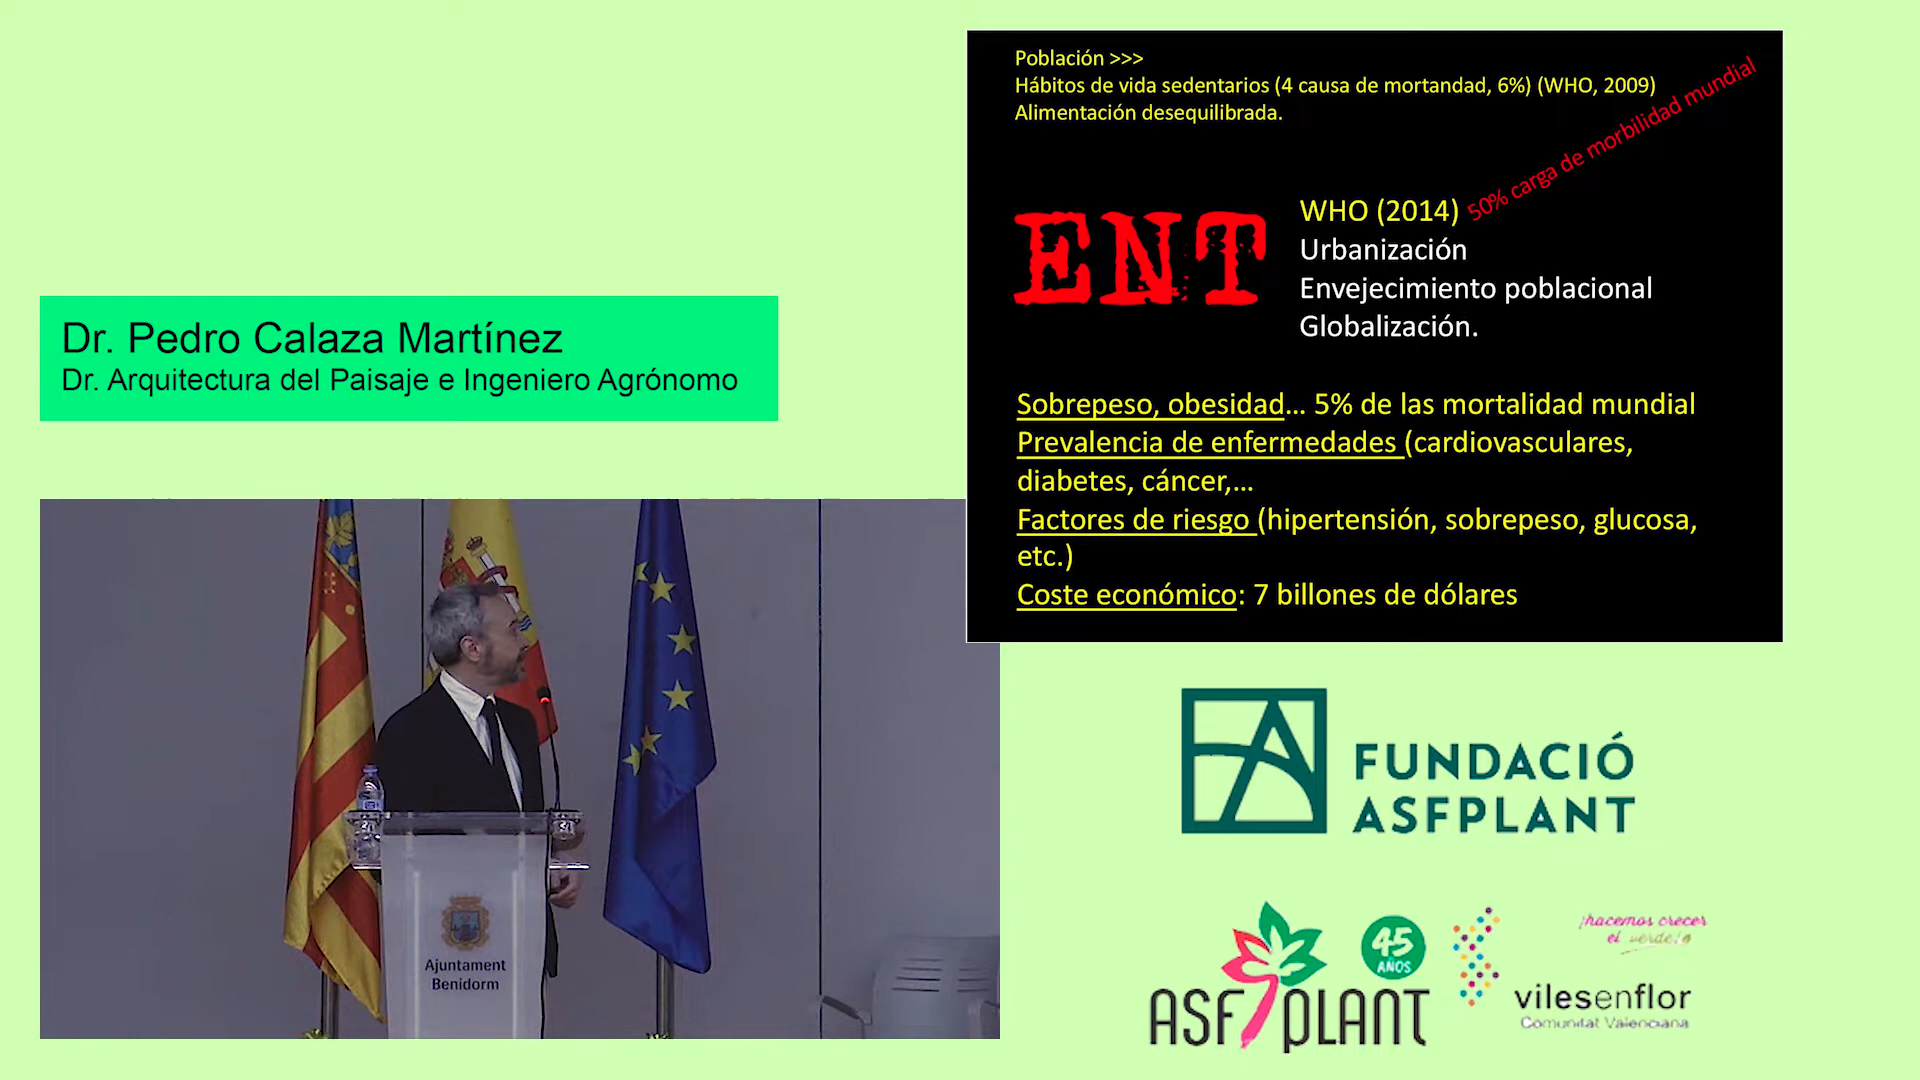 Población >>>
Hábitos de vida sedentarios (4 causa de mortandad, 6%) (WHO, 2009)
Alimentación desequilibrada.
50% carga de morbilidad mundial
ENT
WHO (2014)
Urbanización
Envejecimiento poblacional
Globalización.
Sobrepeso, obesidad... 5% de las mortalidad mundial
Prevalencia de enfermedades (cardiovasculares,
diabetes, cáncer,...
Factores de riesgo (hipertensión, sobrepeso, glucosa,
etc.)
Coste económico: 7 billones de dólares
Dr. Pedro Calaza Martínez
Dr. Arquitectura del Paisaje e Ingeniero Agrónomo
Ajuntament
Benidorm
FUNDACIÓ
ASFPLANT
ASFPLANT
45
AÑOS
¡hacemos crecer
el verde!
vilesenflor
Comunitat Valenciana